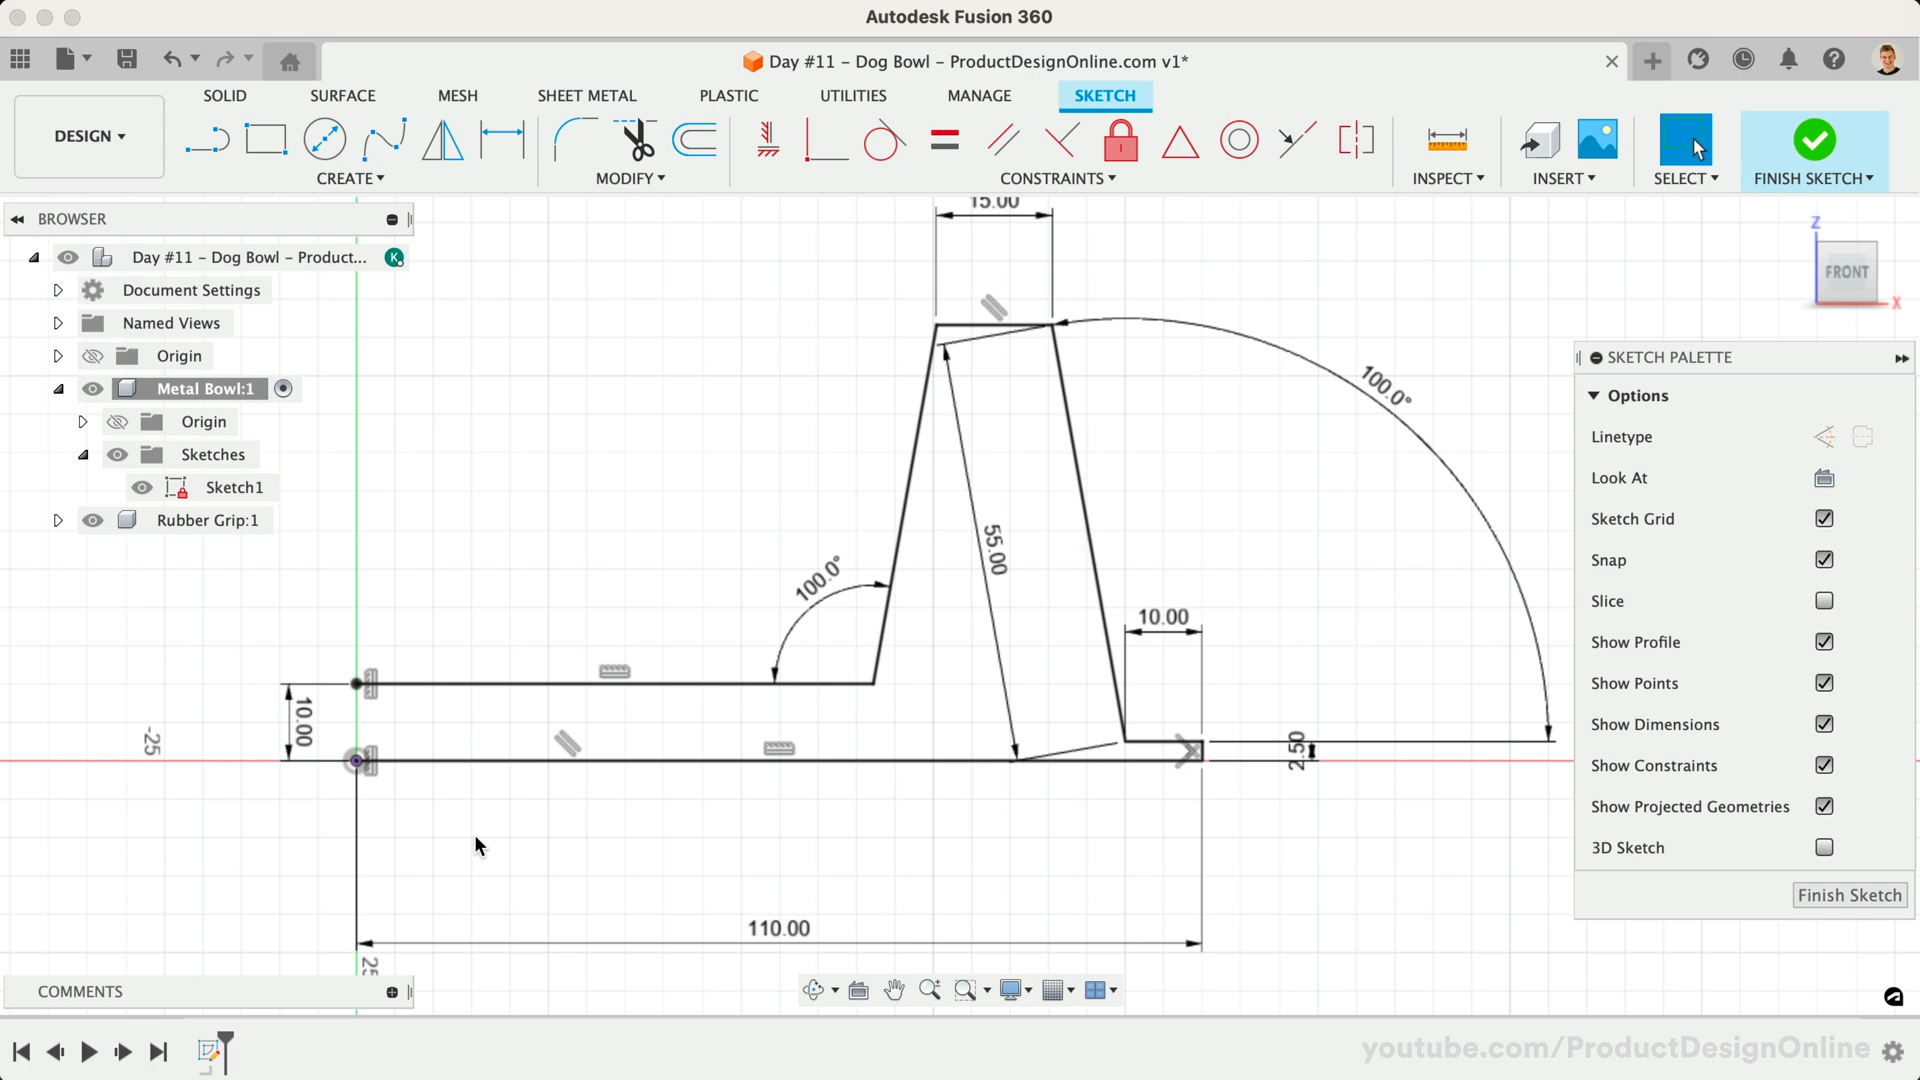 Autodesk Fusion 360
Day #11 – Dog Bowl – ProductDesignOnline.com v1*
DESIGN
SOLID
SURFACE
MESH
SHEET METAL
PLASTIC
UTILITIES
MANAGE
SKETCH
CREATE
MODIFY
CONSTRAINTS
INSPECT
INSERT
SELECT
FINISH SKETCH
BROWSER
Day #11 – Dog Bowl – Product...
K
Document Settings
Named Views
Origin
Metal Bowl:1
Origin
Sketches
Sketch1
Rubber Grip:1
15.00
100.0°
100.0°
55.00
10.00
10.00
2.50
110.00
-25
25
Z
FRONT
X
SKETCH PALETTE
Options
Linetype
Look At
Sketch Grid
Snap
Slice
Show Profile
Show Points
Show Dimensions
Show Constraints
Show Projected Geometries
3D Sketch
Finish Sketch
COMMENTS
youtube.com/ProductDesignOnline